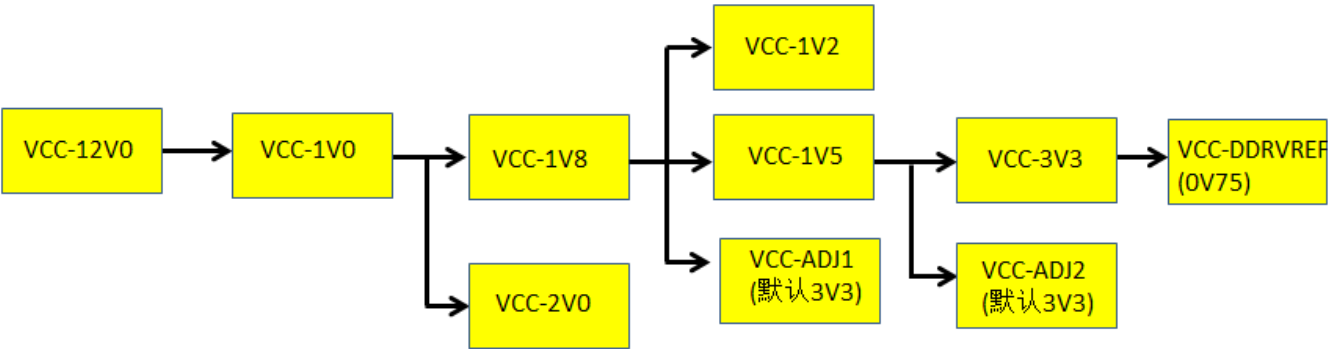 VCC-12V0
VCC-1V0
VCC-1V8
VCC-2V0
VCC-1V2
VCC-1V5
VCC-ADJ1
(默认3V3)
VCC-3V3
VCC-ADJ2
(默认3V3)
VCC-DDRVREF
(0V75)